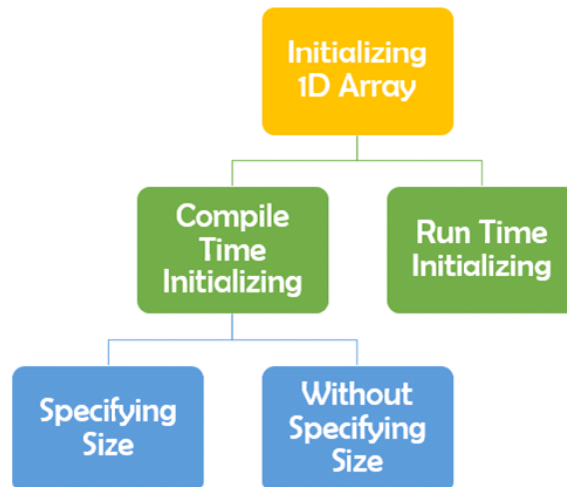 Initializing
1D Array
Compile
Time
Initializing
Run Time
Initializing
Specifying
Size
Without
Specifying
Size